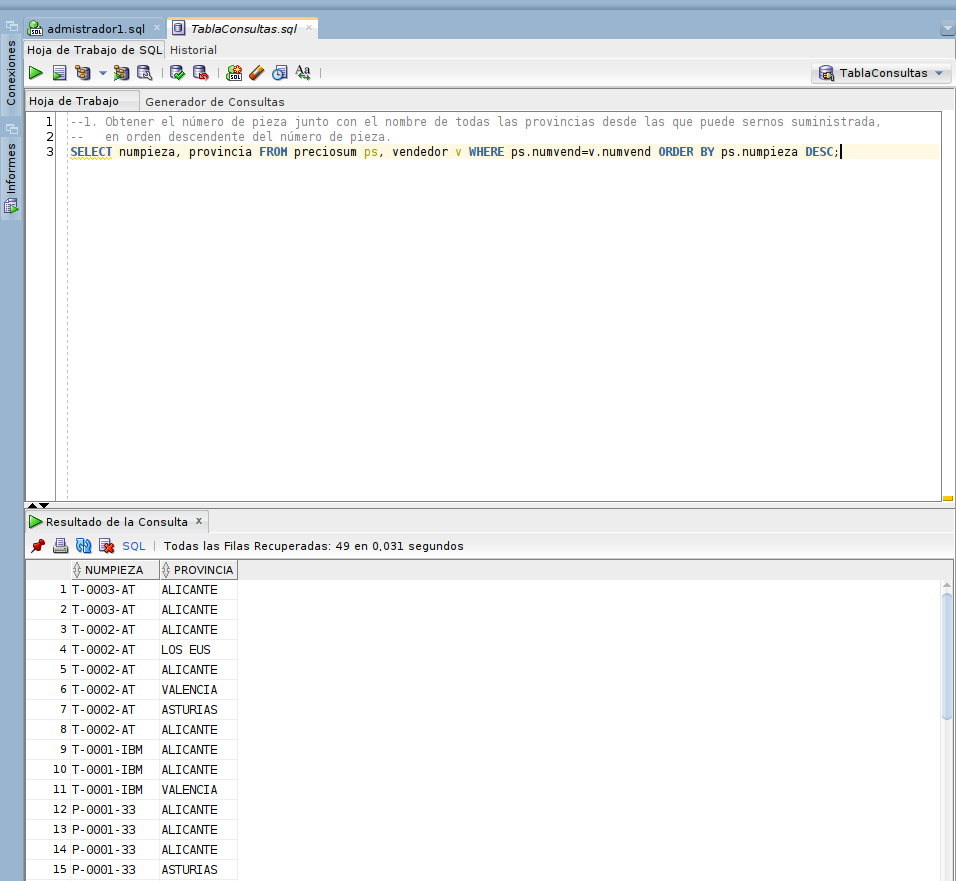 admistrador1.sql
TablaConsultas.sql
Conexiones
Informes
Hoja de Trabajo de SQL Historial
TablaConsultas
Hoja de Trabajo Generador de Consultas
1 --1. Obtener el número de pieza junto con el nombre de todas las provincias desde las que puede sernos suministrada,
2 -- en orden descendente del número de pieza.
3 SELECT numpieza, provincia FROM preciosum ps, vendedor v WHERE ps.numvend=v.numvend ORDER BY ps.numpieza DESC;
Resultado de la Consulta x
SQL | Todas las Filas Recuperadas: 49 en 0,031 segundos
NUMPIEZA PROVINCIA
1 T-0003-AT ALICANTE
2 T-0003-AT ALICANTE
3 T-0002-AT ALICANTE
4 T-0002-AT LOS EUS
5 T-0002-AT ALICANTE
6 T-0002-AT VALENCIA
7 T-0002-AT ASTURIAS
8 T-0002-AT ALICANTE
9 T-0001-IBM ALICANTE
10 T-0001-IBM ALICANTE
11 T-0001-IBM VALENCIA
12 P-0001-33 ALICANTE
13 P-0001-33 ALICANTE
14 P-0001-33 ALICANTE
15 P-0001-33 ASTURIAS